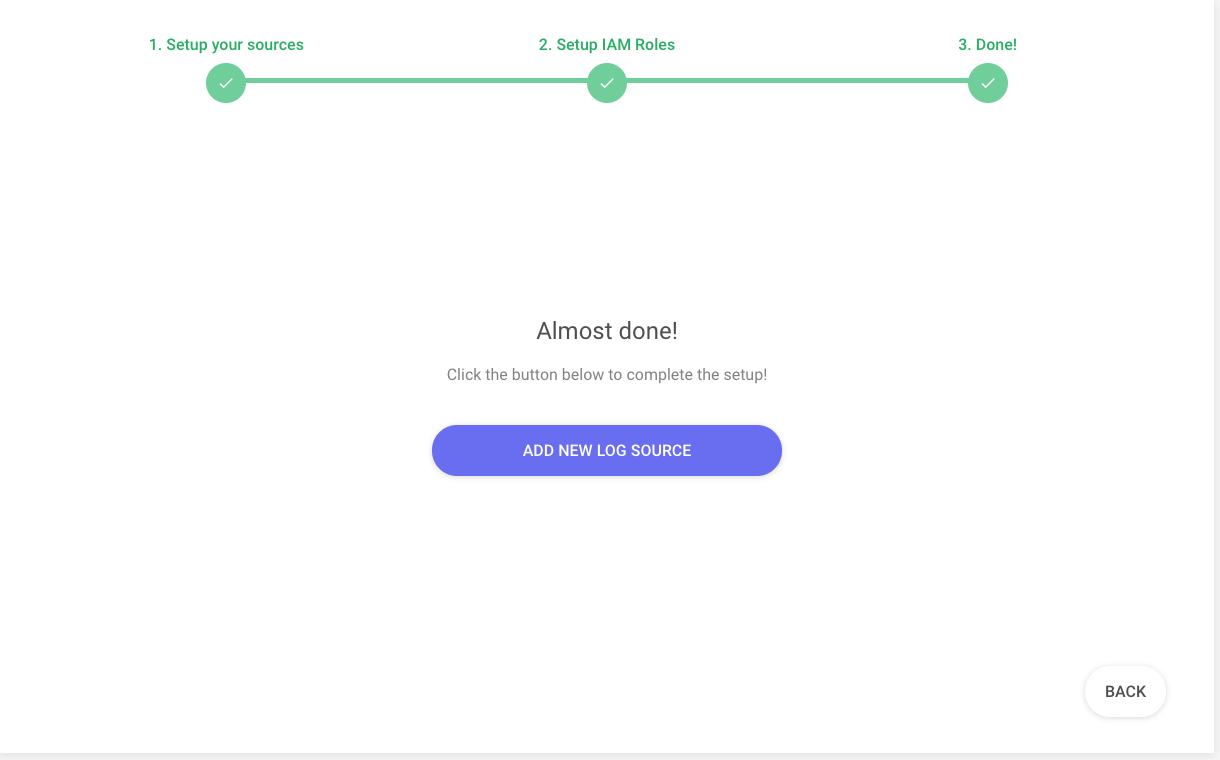 1. Setup your sources
2. Setup IAM Roles
3. Done!
Almost done!
Click the button below to complete the setup!
ADD NEW LOG SOURCE
BACK